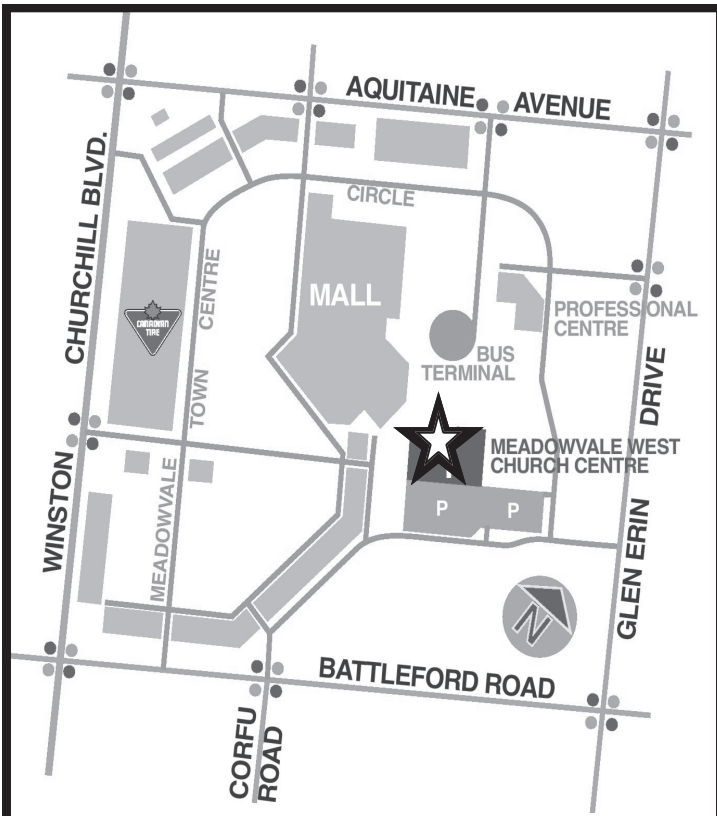 AQUITAINE AVENUE
CHURCHILL BLVD.
CIRCLE
CENTRE
MALL
CANADIAN
TIRE
PROFESSIONAL
CENTRE
BUS
TERMINAL
DRIVE
TOWN
MEADOWVALE WEST
CHURCH CENTRE
WINSTON
MEADOWVALE
P
P
GLEN ERIN
N
BATTLEFORD ROAD
CORFU
ROAD